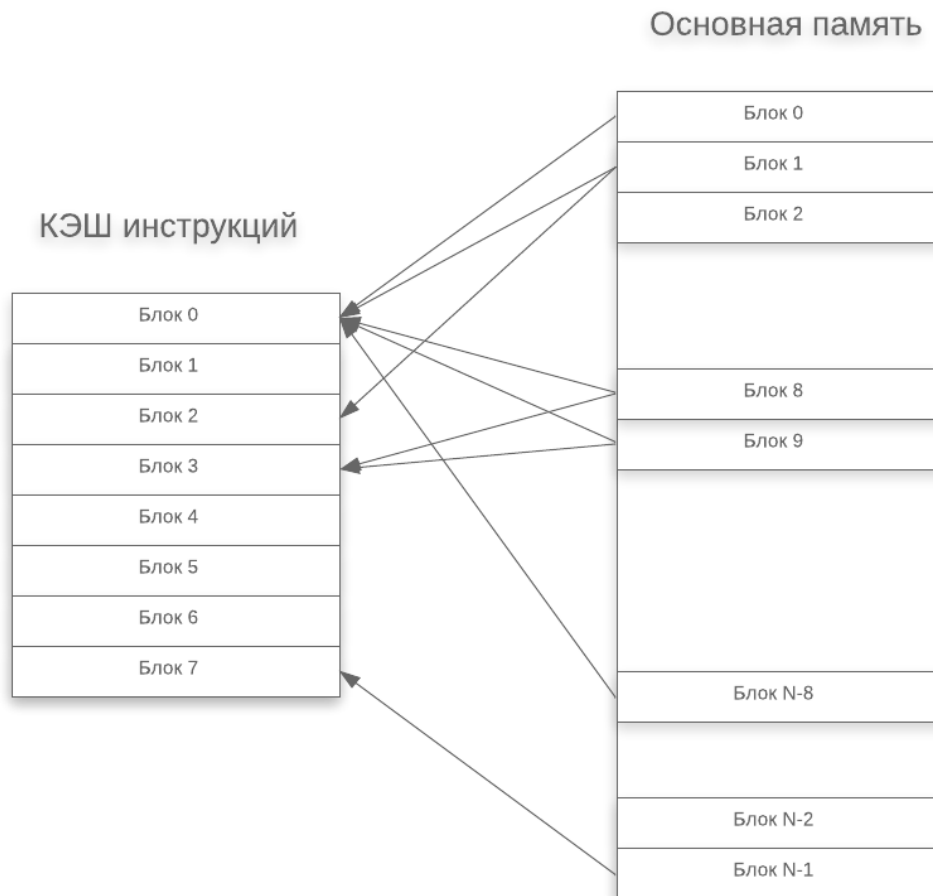 Основная память
КЭШ инструкций
Блок 0
Блок 1
Блок 2
Блок 3
Блок 4
Блок 5
Блок 6
Блок 7
Блок 0
Блок 1
Блок 2
Блок 8
Блок 9
Блок N-8
Блок N-2
Блок N-1